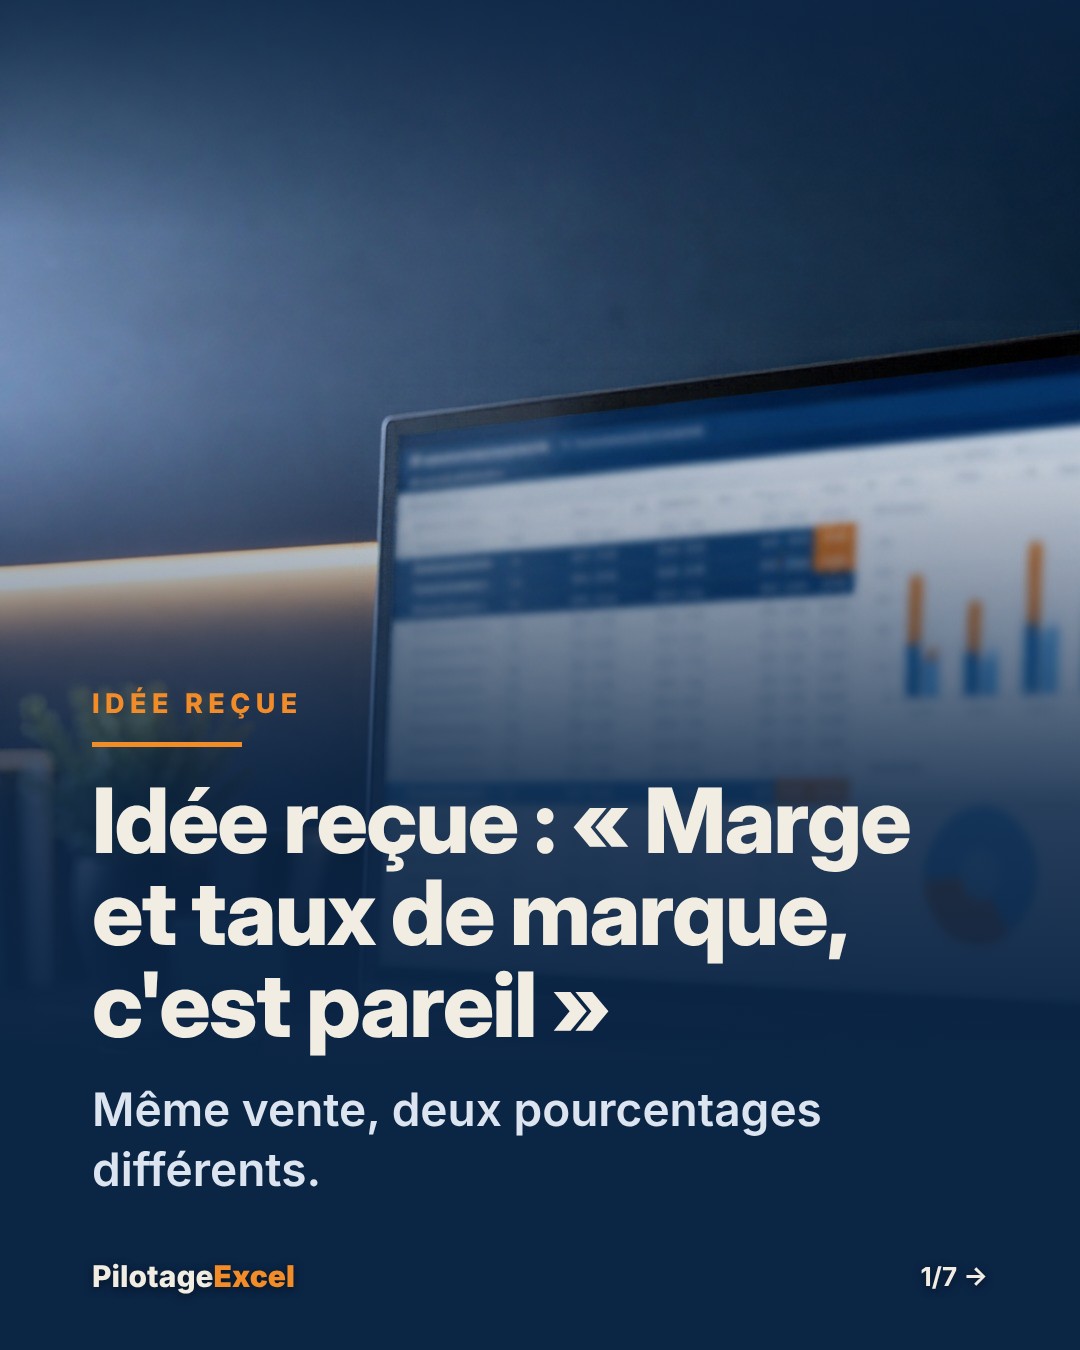 IDÉE REÇUE
Idée reçue : « Marge
et taux de marque,
c'est pareil »
Même vente, deux pourcentages
différents.
PilotageExcel
1/7 →